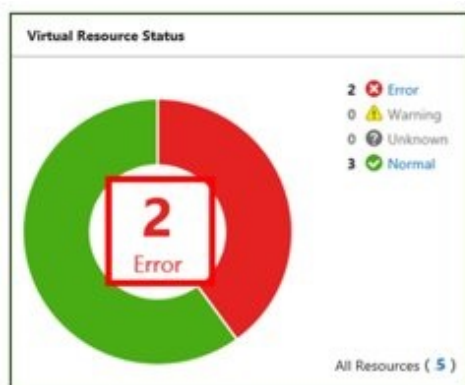 Virtual Resource Status
2 Error
0 Warning
0 Unknown
3 Normal
2
Error
All Resources ( 5 )